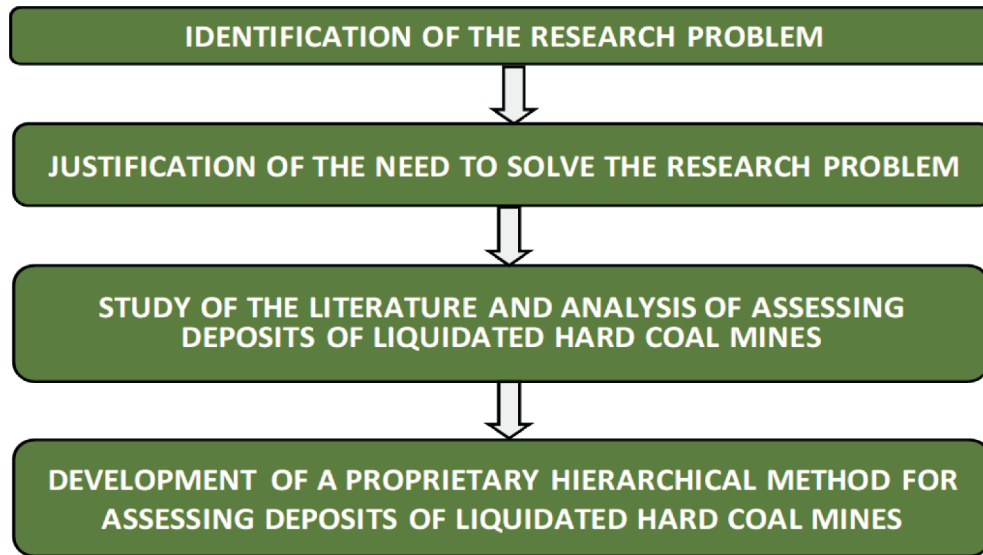 IDENTIFICATION OF THE RESEARCH PROBLEM
JUSTIFICATION OF THE NEED TO SOLVE THE RESEARCH PROBLEM
STUDY OF THE LITERATURE AND ANALYSIS OF ASSESSING
DEPOSITS OF LIQUIDATED HARD COAL MINES
DEVELOPMENT OF A PROPRIETARY HIERARCHICAL METHOD FOR
ASSESSING DEPOSITS OF LIQUIDATED HARD COAL MINES